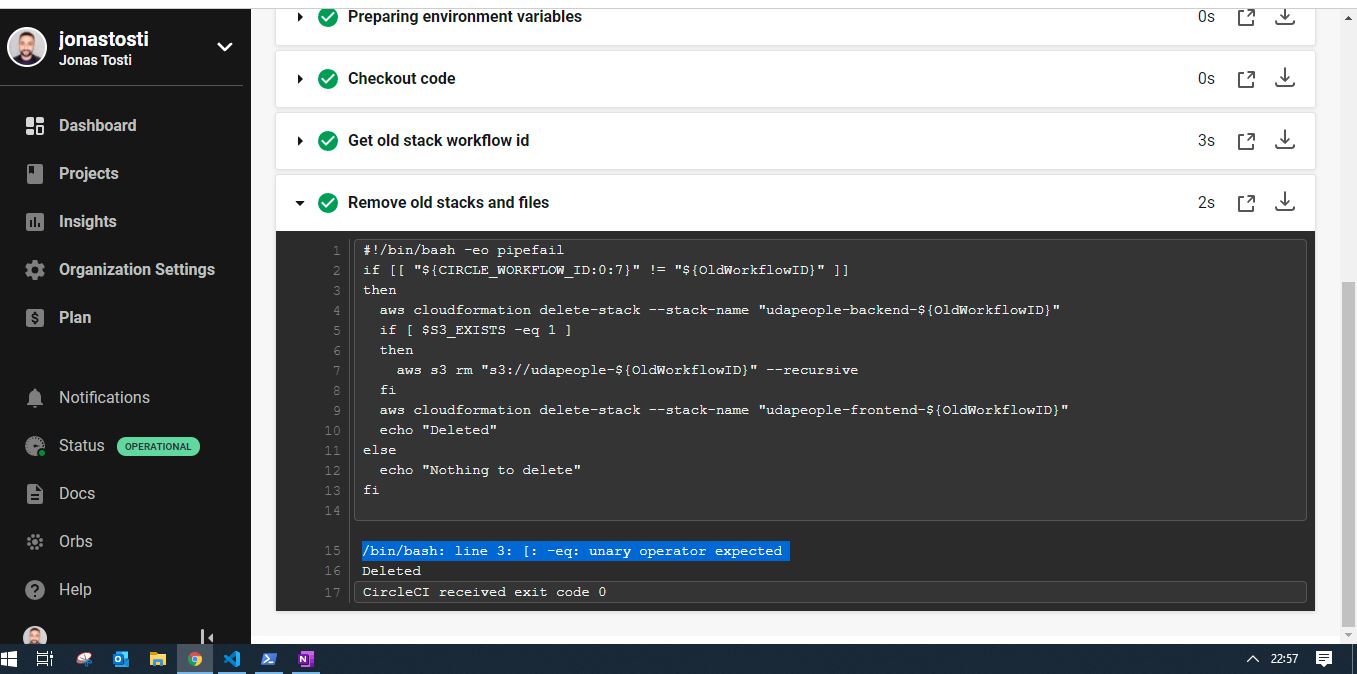 jonastosti
Jonas Tosti
Dashboard
Projects
Insights
Organization Settings
Plan
Notifications
Status OPERATIONAL
Docs
Orbs
Help
Preparing environment variables 0s
Checkout code 0s
Get old stack workflow id 3s
Remove old stacks and files 2s
1 #!/bin/bash -eo pipefail
2 if [[ "${CIRCLE_WORKFLOW_ID:0:7}" != "${OldWorkflowID}" ]]
3 then
4 aws cloudformation delete-stack --stack-name "udapeople-backend-${OldWorkflowID}"
5 if [ $S3_EXISTS -eq 1 ]
6 then
7 aws s3 rm "s3://udapeople-${OldWorkflowID}" --recursive
8 fi
9 aws cloudformation delete-stack --stack-name "udapeople-frontend-${OldWorkflowID}"
10 echo "Deleted"
11 else
12 echo "Nothing to delete"
13 fi
14
15 /bin/bash: line 3: [: -eq: unary operator expected
16 Deleted
17 CircleCI received exit code 0
22:57